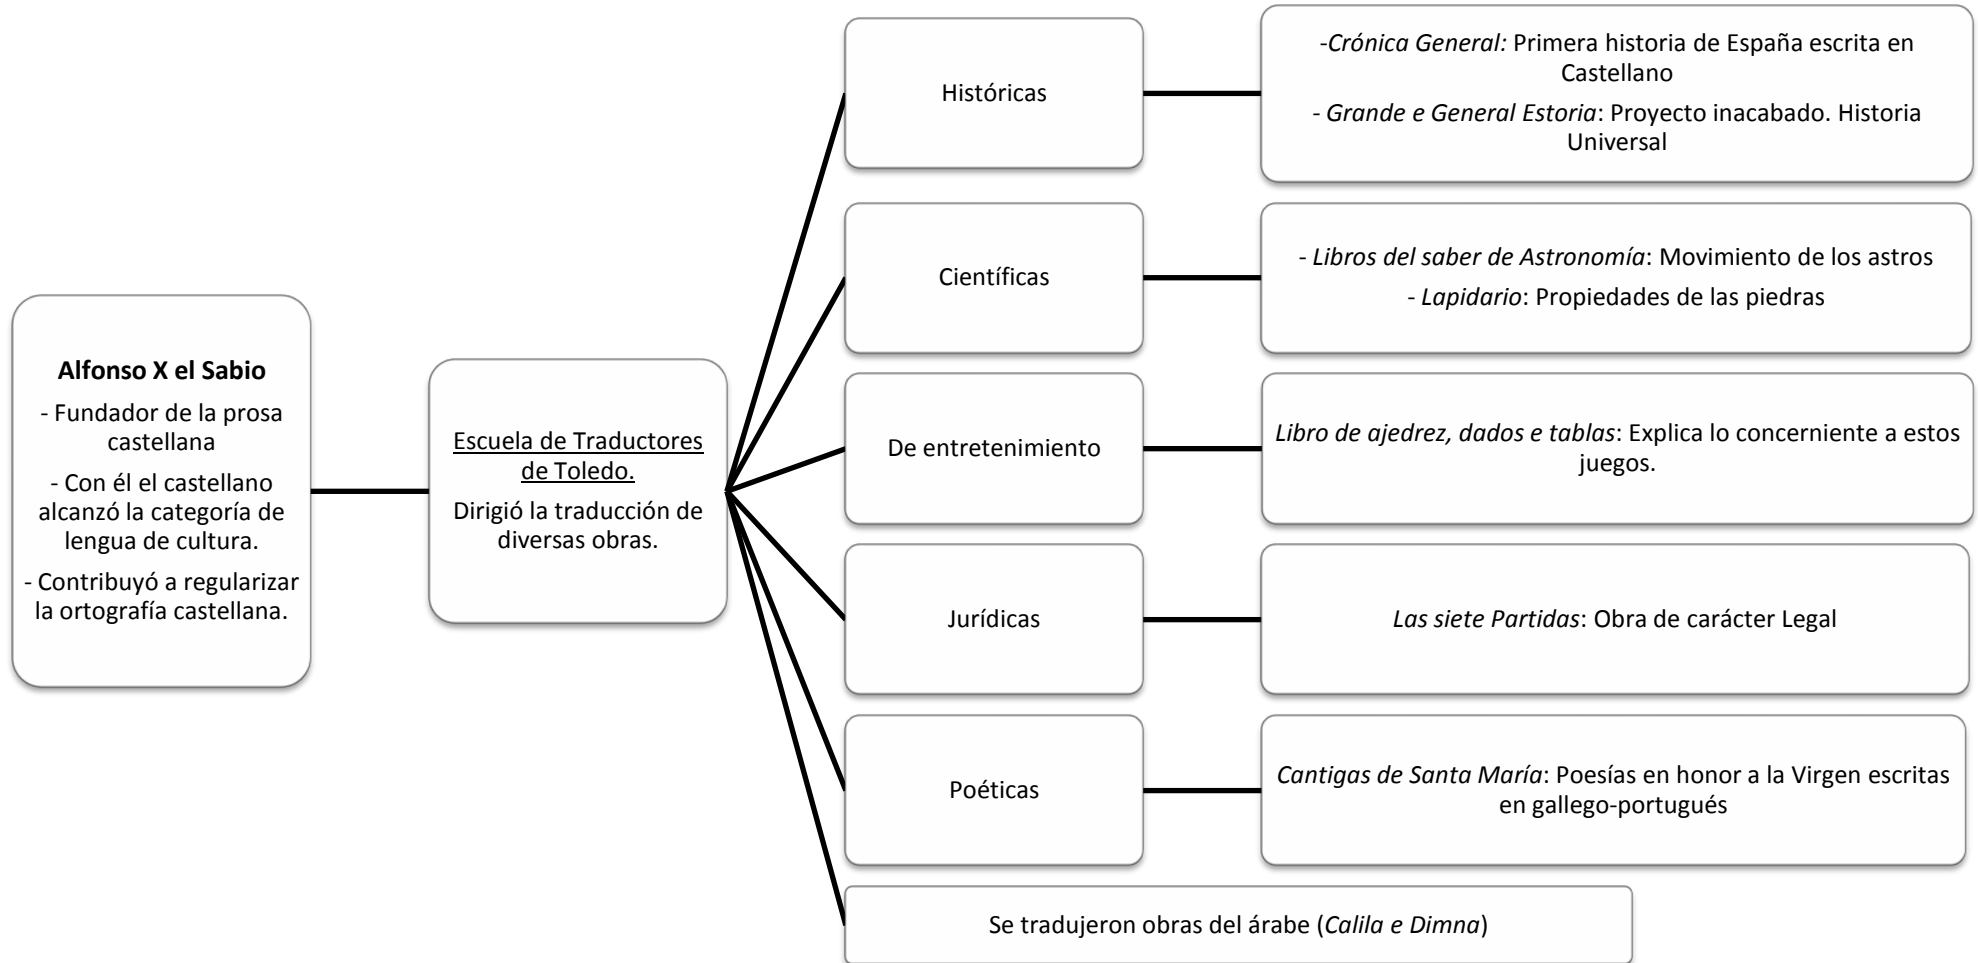 Alfonso X el Sabio
- Fundador de la prosa
castellana
- Con él el castellano
alcanzó la categoría de
lengua de cultura.
- Contribuyó a regularizar
la ortografía castellana.
Escuela de Traductores
de Toledo.
Dirigió la traducción de
diversas obras.
Históricas
-Crónica General: Primera historia de España escrita en
Castellano
- Grande e General Estoria: Proyecto inacabado. Historia
Universal
Científicas
- Libros del saber de Astronomía: Movimiento de los astros
- Lapidario: Propiedades de las piedras
De entretenimiento
Libro de ajedrez, dados e tablas: Explica lo concerniente a estos
juegos.
Jurídicas
Las siete Partidas: Obra de carácter Legal
Poéticas
Cantigas de Santa María: Poesías en honor a la Virgen escritas
en gallego-portugués
Se tradujeron obras del árabe (Calila e Dimna)